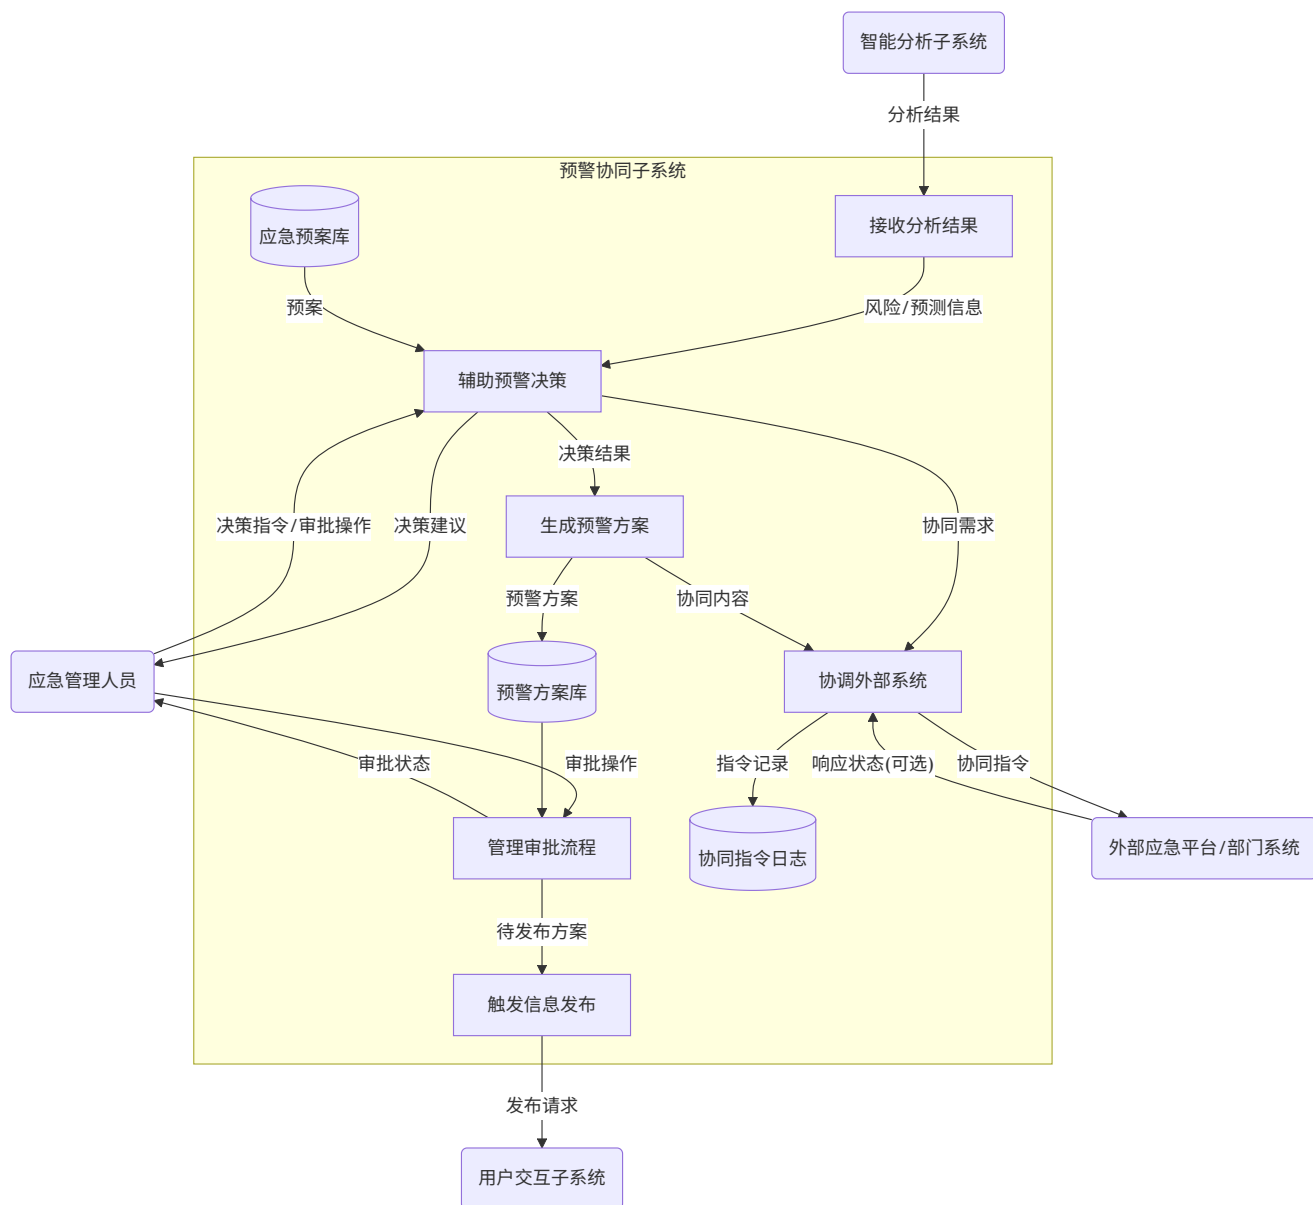 智能分析子系统
分析结果
预警协同子系统
应急预案库
接收分析结果
预案
风险/预测信息
辅助预警决策
决策结果
决策指令/审批操作
决策建议
生成预警方案
协同需求
预警方案
协同内容
应急管理人员
预警方案库
协调外部系统
审批状态
审批操作
指令记录
响应状态(可选)
协同指令
管理审批流程
协同指令日志
外部应急平台/部门系统
待发布方案
触发信息发布
发布请求
用户交互子系统